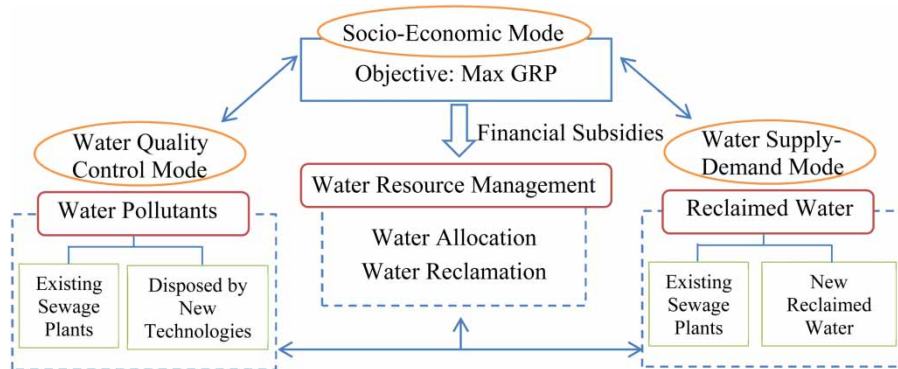 Socio-Economic Mode
Objective: Max GRP
Financial Subsidies
Water Quality
Control Mode
Water Supply-
Demand Mode
Water Pollutants
Water Resource Management
Reclaimed Water
Water Allocation
Water Reclamation
Existing
Sewage
Plants
Disposed by
New
Technologies
Existing
Sewage
Plants
New
Reclaimed
Water